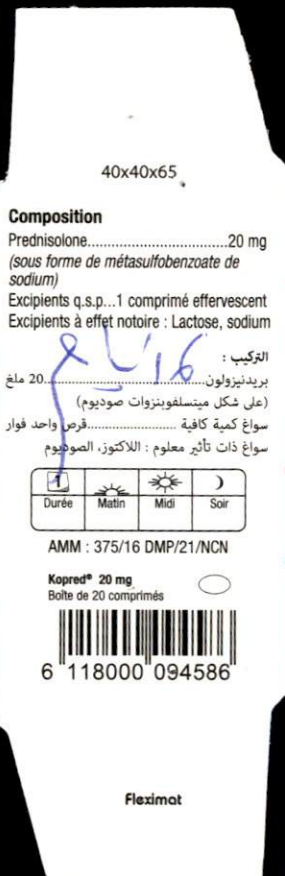 40x40x65
Composition
Prednisolone..................................20 mg
(sous forme de métasulfobenzoate de
sodium)
Excipients q.s.p...1 comprimé effervescent
Excipients à effet notoire : Lactose, sodium
التركيب :
بريدنيزولون..................................20 ملغ
(على شكل ميتسلفوبنزوات صوديوم)
سواغ كمية كافية ....................قرص واحد فوار
سواغ ذات تأثير معلوم : اللاكتوز، الصوديوم
1
Durée Matin Midi Soir
AMM : 375/16 DMP/21/NCN
Kopred® 20 mg
Boîte de 20 comprimés
6 118000 094586
Fleximat